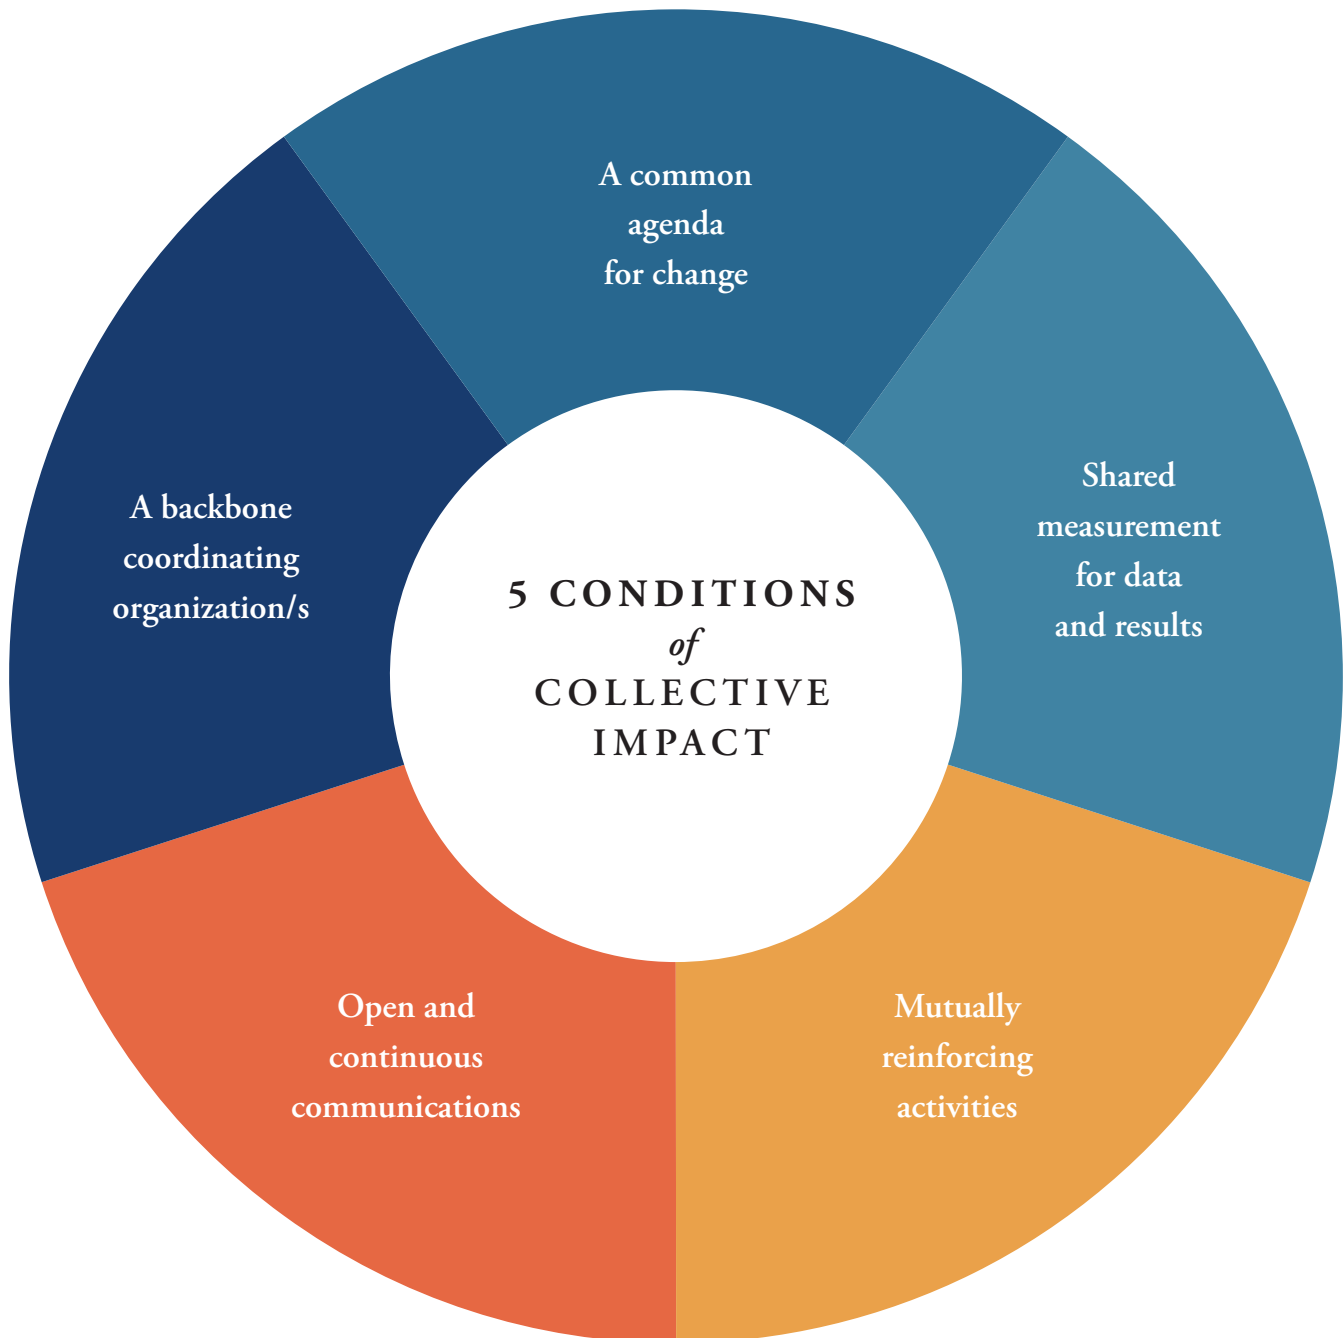 A common
agenda
for change
Shared
measurement
for data
and results
Mutually
reinforcing
activities
Open and
continuous
communications
A backbone
coordinating
organization/s
5 CONDITIONS
of
COLLECTIVE
IMPACT